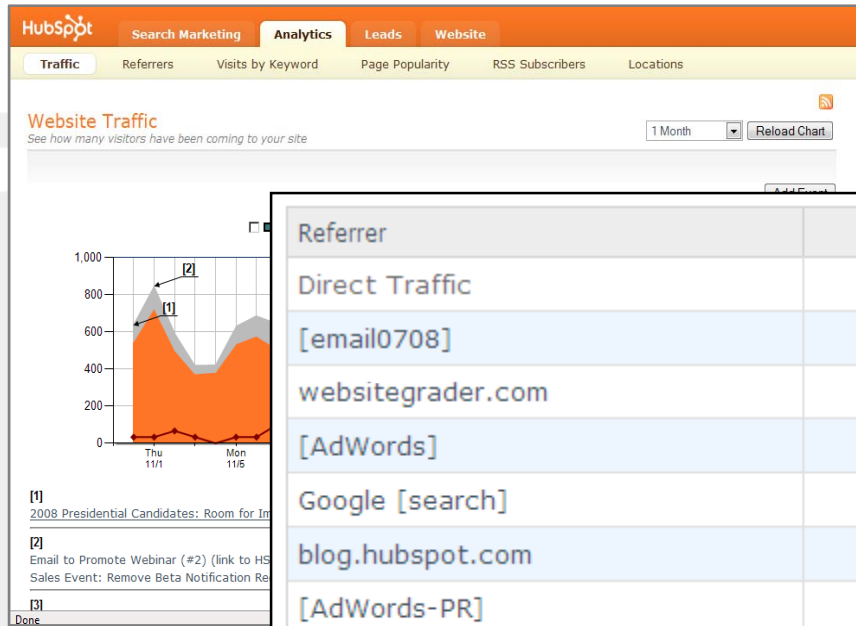 HubSpot
Search Marketing Analytics Leads Website
Traffic Referrers Visits by Keyword Page Popularity RSS Subscribers Locations
Website Traffic
See how many visitors have been coming to your site
1 Month Reload Chart
Add Event
1,000
800
600
400
200
0
[2]
[1]
Thu Mon
11/1 11/5
[1]
2008 Presidential Candidates: Room for
[2]
Email to Promote Webinar (#2) (link to HS
Sales Event: Remove Beta Notification
[3]
Done
Referrer
Direct Traffic
[email0708]
websitegrader.com
[AdWords]
Google [search]
blog.hubspot.com
[AdWords-PR]